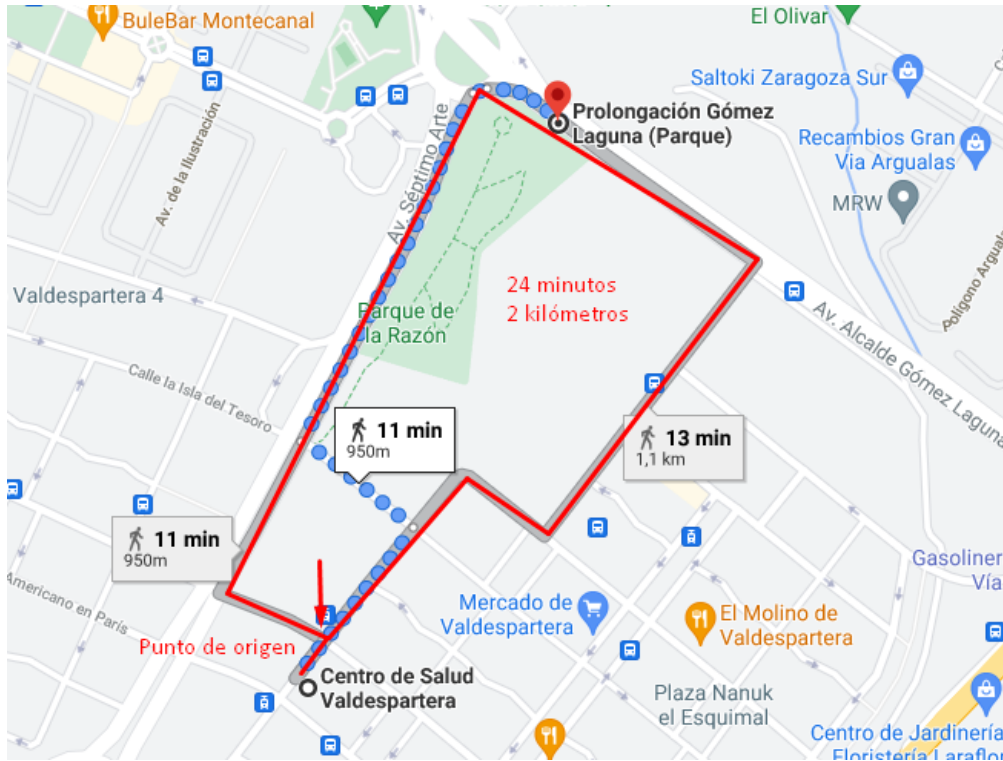 BuleBar Montecanal
El Olivar
Saltoki Zaragoza Sur
Prolongación Gómez
Laguna (Parque)
Recambios Gran
Via Argualas
MRW
Av. de la Ilustración
Av. Séptimo Arte
Polígono Argual
Valdespartera 4
24 minutos
2 kilómetros
Parque de
la Razón
Av. Alcalde Gómez Laguna
Calle la Isla del Tesoro
11 min
950m
13 min
1,1 km
11 min
950m
Gasoliner
Vía
Americano en París
Mercado de
Valdespartera
El Molino de
Valdespartera
Punto de origen
Centro de Salud
Valdespartera
Plaza Nanuk
el Esquimal
Centro de Jardinería
Floristería Laraflor